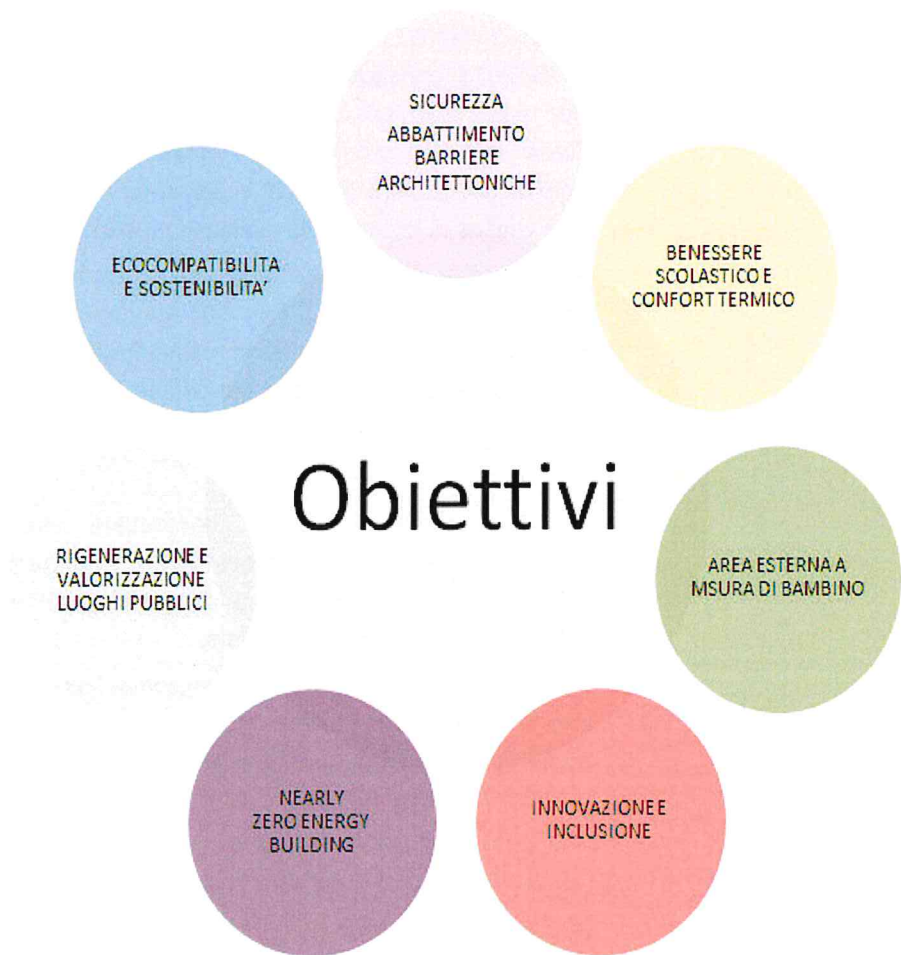 SICUREZZA
ABBATTIMENTO
BARRIERE
ARCHITETTONICHE
ECOCOMPATIBILITA
E SOSTENIBILITA’
BENESSERE
SCOLASTICO E
CONFORT TERMICO
Obiettivi
RIGENERAZIONE E
VALORIZZAZIONE
LUOGHI PUBBLICI
AREA ESTERNA A
MSURA DI BAMBINO
NEARLY
ZERO ENERGY
BUILDING
INNOVAZIONE E
INCLUSIONE